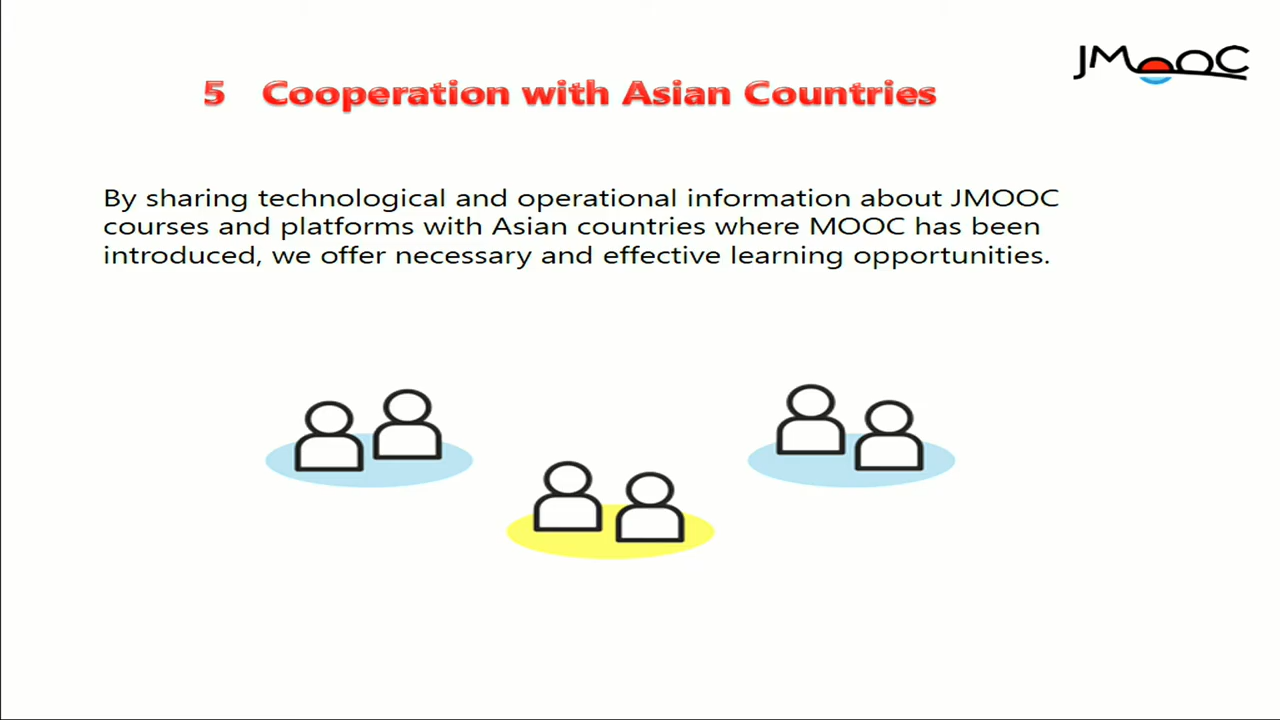 JMOOC
5 Cooperation with Asian Countries
By sharing technological and operational information about JMOOC
courses and platforms with Asian countries where MOOC has been
introduced, we offer necessary and effective learning opportunities.